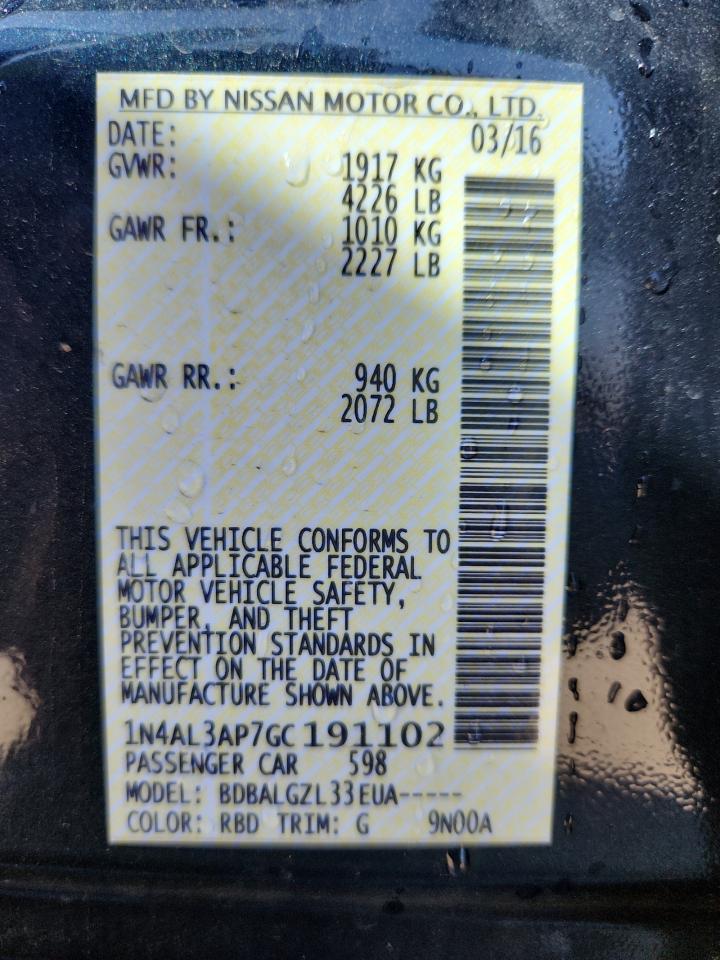 MFD BY NISSAN MOTOR CO., LTD.
DATE: 03/16
GVWR: 1917 KG
4226 LB
GAWR FR.: 1010 KG
2227 LB
GAWR RR.: 940 KG
2072 LB
THIS VEHICLE CONFORMS TO
ALL APPLICABLE FEDERAL
MOTOR VEHICLE SAFETY,
BUMPER, AND THEFT
PREVENTION STANDARDS IN
EFFECT ON THE DATE OF
MANUFACTURE SHOWN ABOVE.
1N4AL3AP7GC191102
PASSENGER CAR 598
MODEL: BDBALGZL33EUA-----
COLOR: RBD TRIM: G 9N00A